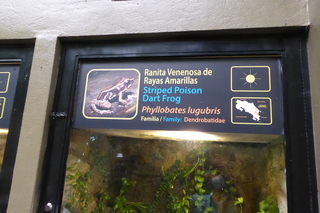 Ranita Venenosa de
Rayas Amarillas
Striped Poison
Dart Frog
Phyllobates lugubris
Familia / Family: Dendrobatidae